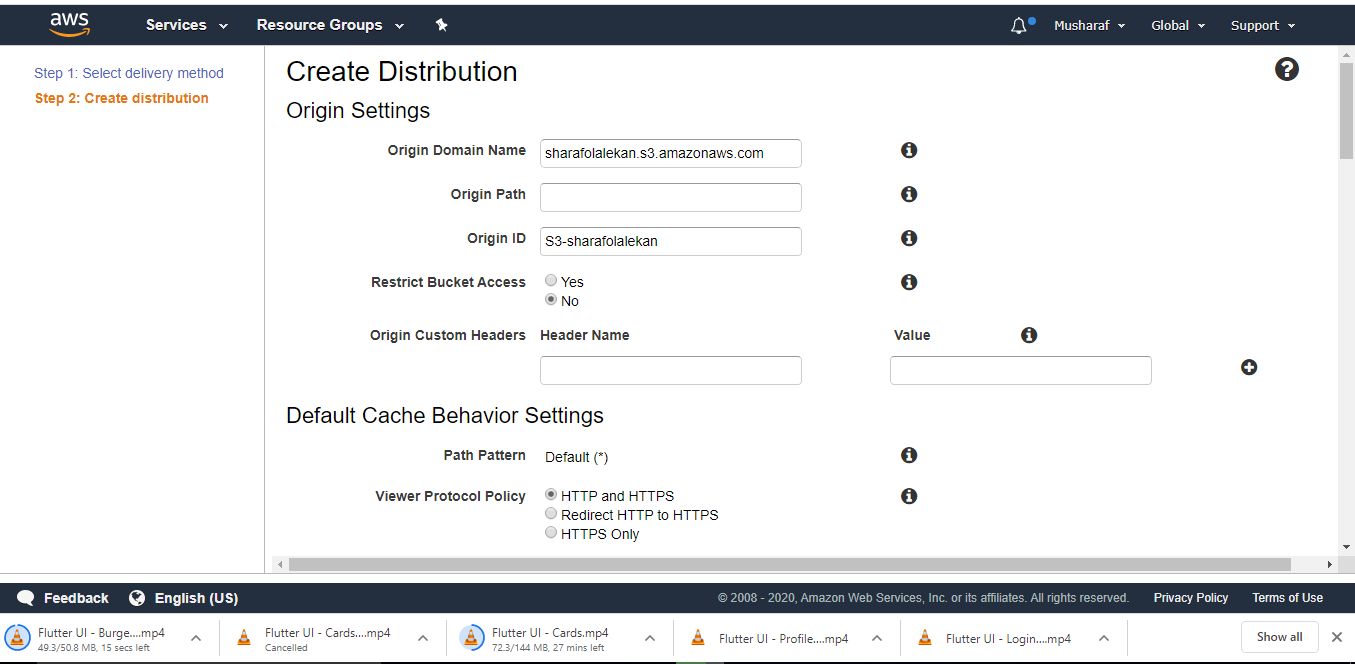 aws Services Resource Groups Musharaf Global Support
Step 1: Select delivery method
Step 2: Create distribution
Create Distribution
Origin Settings
Origin Domain Name sharafolalekan.s3.amazonaws.com
Origin Path
Origin ID S3-sharafolalekan
Restrict Bucket Access Yes
No
Origin Custom Headers Header Name Value
Default Cache Behavior Settings
Path Pattern Default (*)
Viewer Protocol Policy HTTP and HTTPS
Redirect HTTP to HTTPS
HTTPS Only
Feedback English (US) © 2008 - 2020, Amazon Web Services, Inc. or its affiliates. All rights reserved. Privacy Policy Terms of Use
Flutter UI - Burge....mp4
49.3/50.8 MB, 15 secs left
Flutter UI - Cards....mp4
Cancelled
Flutter UI - Cards.mp4
72.3/144 MB, 27 mins left
Flutter UI - Profile....mp4
Flutter UI - Login....mp4
Show all